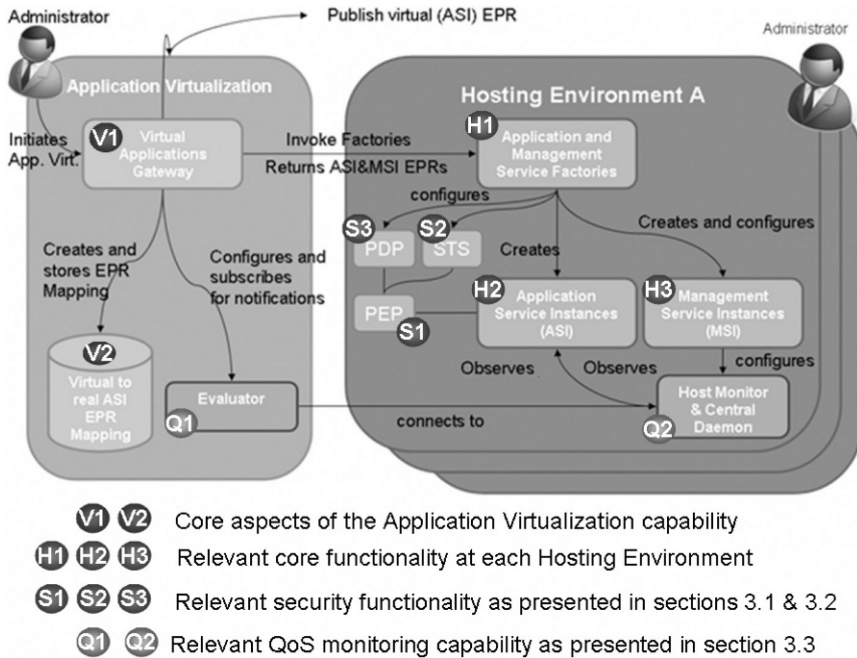 Administrator
Publish virtual (ASI) EPR
Administrator
Application Virtualization
Hosting Environment A
Initiates
App. Virt.
V1
Virtual
Applications
Gateway
Invoke Factories
Returns ASI&MSI EPRs
H1
Application and
Management
Service Factories
configures
Creates and configures
S3
PDP
S2
STS
Creates
Creates and
stores EPR
Mapping
Configures and
subscribes
for notifications
PEP
S1
H2
Application
Service Instances
(ASI)
H3
Management
Service Instances
(MSI)
V2
Virtual to
real ASI
EPR
Mapping
Evaluator
Q1
Observes
Observes
configures
connects to
Host Monitor
& Central
Daemon
Q2
V1 V2 Core aspects of the Application Virtualization capability
H1 H2 H3 Relevant core functionality at each Hosting Environment
S1 S2 S3 Relevant security functionality as presented in sections 3.1 & 3.2
Q1 Q2 Relevant QoS monitoring capability as presented in section 3.3